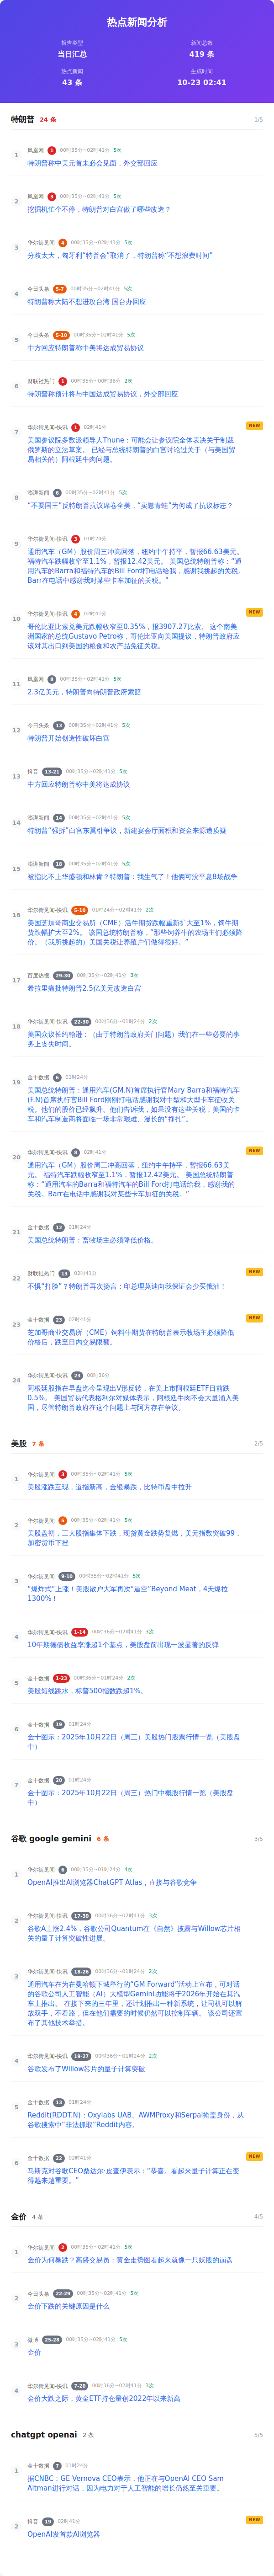 热点新闻分析
报告类型
新闻总数
当日汇总
419 条
热点新闻
生成时间
43 条
10-23 02:41
特朗普 24 条
1/5
1
凤凰网 1 00时35分~02时41分 5次
特朗普称中美元首未必会见面，外交部回应
2
凤凰网 3 00时35分~02时41分 5次
挖掘机忙个不停，特朗普对白宫做了哪些改造？
3
华尔街见闻 4 00时35分~02时41分 5次
分歧太大，匈牙利“特普会”取消了，特朗普称“不想浪费时间”
4
今日头条 5-7 00时35分~02时41分 5次
特朗普称大陆不想进攻台湾 国台办回应
5
今日头条 5-10 00时35分~02时41分 5次
中方回应特朗普称中美将达成贸易协议
6
财联社热门 1 00时35分~00时36分 2次
特朗普称预计将与中国达成贸易协议，外交部回应
NEW
7
华尔街见闻-快讯 1 02时41分
美国参议院多数派领导人Thune：可能会让参议院全体表决关于制裁
俄罗斯的立法草案。 已经与总统特朗普的白宫讨论过关于（与美国贸
易相关的）阿根廷牛肉问题。
8
澎湃新闻 6 00时35分~02时41分 5次
“不要国王”反特朗普抗议席卷全美，“卖崽青蛙”为何成了抗议标志？
9
华尔街见闻-快讯 3 01时24分
通用汽车（GM）股价周三冲高回落，纽约中午持平，暂报66.63美元。
福特汽车跌幅收窄至1.1%，暂报12.42美元。 美国总统特朗普称：“通
用汽车的Barra和福特汽车的Bill Ford打电话给我，感谢我挑起的关税。
Barr在电话中感谢我对某些卡车加征的关税。”
NEW
10
华尔街见闻-快讯 4 02时41分
哥伦比亚比索兑美元跌幅收窄至0.35%，报3907.27比索。 这个南美
洲国家的总统Gustavo Petro称，哥伦比亚向美国提议，特朗普政府应
该对其出口到美国的粮食和农产品免征关税。
11
凤凰网 8 00时35分~02时41分 5次
2.3亿美元，特朗普向特朗普政府索赔
12
今日头条 13 00时35分~02时41分 5次
特朗普开始创造性破坏白宫
13
抖音 13-21 00时35分~02时41分 5次
中方回应特朗普称中美将达成协议
14
澎湃新闻 14 00时35分~02时41分 5次
特朗普“强拆”白宫东翼引争议，新建宴会厅面积和资金来源遭质疑
15
澎湃新闻 18 00时35分~02时41分 5次
被指比不上华盛顿和林肯？特朗普：我生气了！他俩可没平息8场战争
16
华尔街见闻-快讯 5-10 01时24分~02时41分 2次
美国芝加哥商业交易所（CME）活牛期货跌幅重新扩大至1%，饲牛期
货跌幅扩大至2%。 该国总统特朗普称，“那些饲养牛的农场主们必须降
价。（我所挑起的）美国关税让养殖户们做得很好。”
17
百度热搜 29-30 00时35分~02时41分 3次
希拉里痛批特朗普2.5亿美元改造白宫
18
华尔街见闻-快讯 22-30 00时36分~01时24分 2次
美国众议长约翰逊：（由于特朗普政府关门问题）我们在一些必要的事
务上丧失时间。
19
金十数据 6 01时24分
美国总统特朗普：通用汽车(GM.N)首席执行官Mary Barra和福特汽车
(F.N)首席执行官Bill Ford刚刚打电话感谢我对中型和大型卡车征收关
税。他们的股价已经飙升。他们告诉我，如果没有这些关税，美国的卡
车和汽车制造商将面临一场非常艰难、漫长的“挣扎”。
NEW
20
华尔街见闻-快讯 8 02时41分
通用汽车（GM）股价周三冲高回落，纽约中午持平，暂报66.63美
元。 福特汽车跌幅收窄至1.1%，暂报12.42美元。 美国总统特朗普
称：“通用汽车的Barra和福特汽车的Bill Ford打电话给我，感谢我的
关税。Barr在电话中感谢我对某些卡车加征的关税。”
21
金十数据 12 01时24分
美国总统特朗普：畜牧场主必须降低价格。
NEW
22
财联社热门 13 02时41分
不惧“打脸”？特朗普再次扬言：印总理莫迪向我保证会少买俄油！
NEW
23
金十数据 23 02时41分
芝加哥商业交易所（CME）饲料牛期货在特朗普表示牧场主必须降低
价格后，跌至日内交易限额。
24
华尔街见闻-快讯 23 00时36分
阿根廷股指在早盘迄今呈现出V形反转，在美上市阿根廷ETF目前跌
0.5%。 美国贸易代表格利尔对媒体表示，阿根廷牛肉不会大量涌入美
国，尽管特朗普政府在这个问题上与阿方存在争议。
美股 7 条
2/5
1
华尔街见闻 3 00时35分~02时41分 5次
美股涨跌互现，道指新高，金银暴跌，比特币盘中拉升
2
华尔街见闻 5 00时35分~02时41分 5次
美股盘初，三大股指集体下跌，现货黄金跌势复燃，美元指数突破99，
加密货币下挫
3
华尔街见闻 9-10 00时35分~02时41分 5次
“爆炸式”上涨！美股散户大军再次“逼空”Beyond Meat，4天爆拉
1300%！
4
华尔街见闻-快讯 1-14 00时36分~02时41分 3次
10年期德债收益率涨超1个基点，美股盘前出现一波显著的反弹
5
金十数据 1-23 00时36分~01时24分 2次
美股短线跳水，标普500指数跌超1%。
6
金十数据 19 01时24分
金十图示：2025年10月22日（周三）美股热门股票行情一览（美股盘
中）
7
金十数据 20 01时24分
金十图示：2025年10月22日（周三）热门中概股行情一览（美股盘
中）
谷歌 google gemini 6 条
3/5
1
华尔街见闻 6 00时35分~01时24分 4次
OpenAI推出AI浏览器ChatGPT Atlas，直接与谷歌竞争
2
华尔街见闻-快讯 17-30 00时36分~02时41分 3次
谷歌A上涨2.4%，谷歌公司Quantum在《自然》披露与Willow芯片相
关的量子计算突破性进展。
3
华尔街见闻-快讯 18-26 00时36分~01时24分 2次
通用汽车在为在曼哈顿下城举行的“GM Forward”活动上宣布，可对话
的谷歌公司人工智能（AI）大模型Gemini功能将于2026年开始在其汽
车上推出。 在接下来的三年里，还计划推出一种新系统，让司机可以解
放双手，不看路，但在他们需要的时候仍然可以控制车辆。 该公司还宣
布了其他技术举措。
4
华尔街见闻-快讯 19-27 00时36分~01时24分 2次
谷歌发布了Willow芯片的量子计算突破
5
金十数据 13 01时24分
Reddit(RDDT.N)：Oxylabs UAB、AWMProxy和Serpai掩盖身份，从
谷歌搜索中“非法抓取”Reddit内容。
NEW
6
金十数据 22 02时41分
马斯克对谷歌CEO桑达尔·皮查伊表示：“恭喜。看起来量子计算正在变
得越来越重要。”
金价 4 条
4/5
1
华尔街见闻 2 00时35分~02时41分 5次
金价为何暴跌？高盛交易员：黄金走势图看起来就像一只妖股的崩盘
2
今日头条 22-29 00时35分~02时41分 5次
金价下跌的关键原因是什么
3
微博 25-28 00时35分~02时41分 5次
金价
4
华尔街见闻-快讯 7-20 00时36分~02时41分 3次
金价大跌之际，黄金ETF持仓量创2022年以来新高
chatgpt openai 2 条
5/5
1
金十数据 7 01时24分
据CNBC：GE Vernova CEO表示，他正在与OpenAI CEO Sam
Altman进行对话，因为电力对于人工智能的增长仍然至关重要。
NEW
2
抖音 19 02时41分
OpenAI发首款AI浏览器